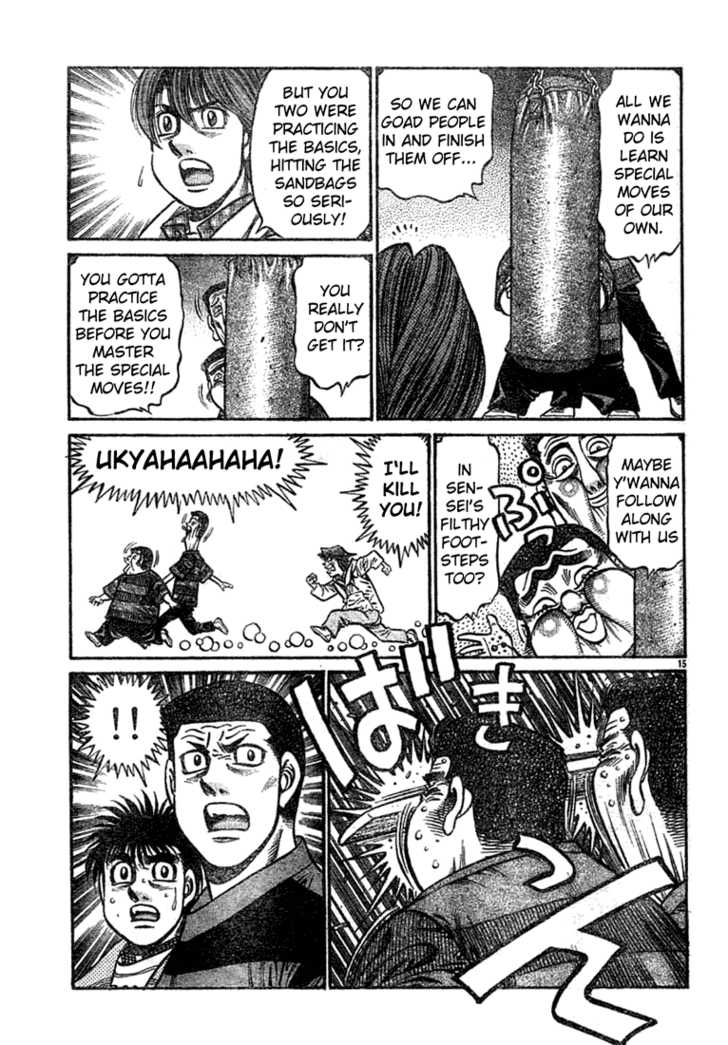 ALL WE
WANNA
DO IS
LEARN
SPECIAL
MOVES
OF OUR
OWN.
SO WE CAN
GOAD PEOPLE
IN AND FINISH
THEM OFF...
BUT YOU
TWO WERE
PRACTICING
THE BASICS,
HITTING THE
SANDBAGS
SO SERI-
OUSLY!
YOU
REALLY
DON'T
GET IT?
YOU GOTTA
PRACTICE
THE BASICS
BEFORE YOU
MASTER
THE SPECIAL
MOVES!!
MAYBE
Y'WANNA
FOLLOW
ALONG
WITH US
ぷ
IN
SEN-
SEI'S
FILTHY
FOOT-
STEPS
TOO?
I'LL
KILL
YOU!
UKYAHAAHAHA!
15
ばきっ
!!